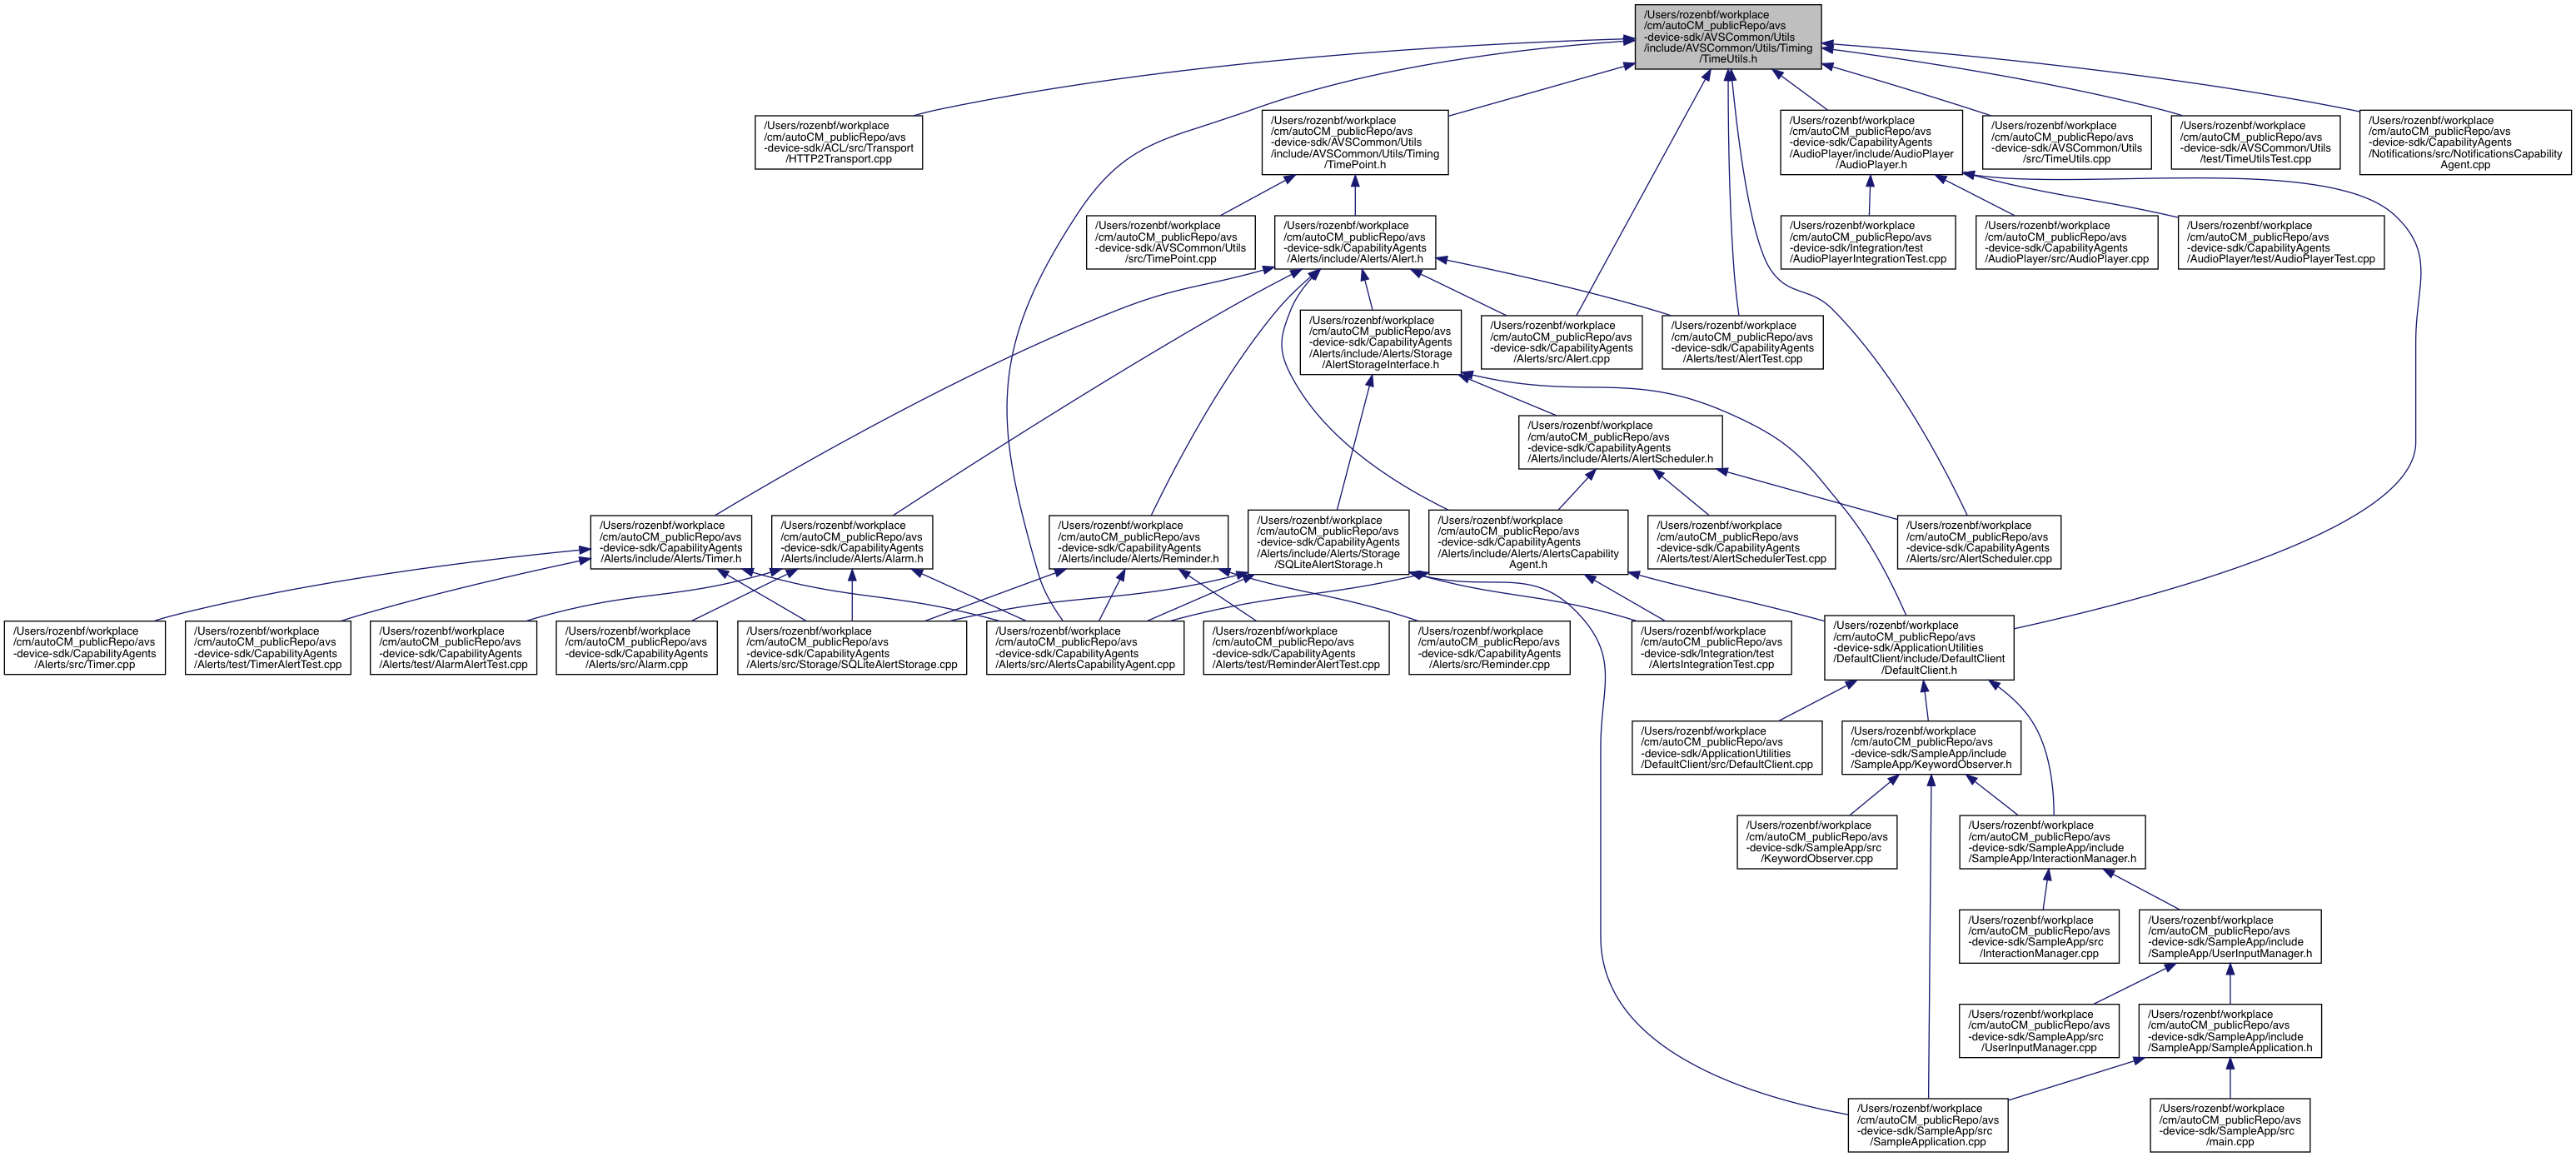 /Users/rozenbf/workplace
/cm/autoCM_publicRepo/avs
-device-sdk/AVSCommon/Utils
/include/AVSCommon/Utils/Timing
/TimeUtils.h
/Users/rozenbf/workplace
/cm/autoCM_publicRepo/avs
-device-sdk/ACL/src/Transport
/HTTP2Transport.cpp
/Users/rozenbf/workplace
/cm/autoCM_publicRepo/avs
-device-sdk/AVSCommon/Utils
/include/AVSCommon/Utils/Timing
/TimePoint.h
/Users/rozenbf/workplace
/cm/autoCM_publicRepo/avs
-device-sdk/CapabilityAgents
/AudioPlayer/include/AudioPlayer
/AudioPlayer.h
/Users/rozenbf/workplace
/cm/autoCM_publicRepo/avs
-device-sdk/AVSCommon/Utils
/src/TimeUtils.cpp
/Users/rozenbf/workplace
/cm/autoCM_publicRepo/avs
-device-sdk/AVSCommon/Utils
/test/TimeUtilsTest.cpp
/Users/rozenbf/workplace
/cm/autoCM_publicRepo/avs
-device-sdk/CapabilityAgents
/Notifications/src/NotificationsCapability
Agent.cpp
/Users/rozenbf/workplace
/cm/autoCM_publicRepo/avs
-device-sdk/AVSCommon/Utils
/src/TimePoint.cpp
/Users/rozenbf/workplace
/cm/autoCM_publicRepo/avs
-device-sdk/CapabilityAgents
/Alerts/include/Alerts/Alert.h
/Users/rozenbf/workplace
/cm/autoCM_publicRepo/avs
-device-sdk/Integration/test
/AudioPlayerIntegrationTest.cpp
/Users/rozenbf/workplace
/cm/autoCM_publicRepo/avs
-device-sdk/CapabilityAgents
/AudioPlayer/src/AudioPlayer.cpp
/Users/rozenbf/workplace
/cm/autoCM_publicRepo/avs
-device-sdk/CapabilityAgents
/AudioPlayer/test/AudioPlayerTest.cpp
/Users/rozenbf/workplace
/cm/autoCM_publicRepo/avs
-device-sdk/CapabilityAgents
/Alerts/include/Alerts/Storage
/AlertStorageInterface.h
/Users/rozenbf/workplace
/cm/autoCM_publicRepo/avs
-device-sdk/CapabilityAgents
/Alerts/src/Alert.cpp
/Users/rozenbf/workplace
/cm/autoCM_publicRepo/avs
-device-sdk/CapabilityAgents
/Alerts/test/AlertTest.cpp
/Users/rozenbf/workplace
/cm/autoCM_publicRepo/avs
-device-sdk/CapabilityAgents
/Alerts/include/Alerts/AlertScheduler.h
/Users/rozenbf/workplace
/cm/autoCM_publicRepo/avs
-device-sdk/CapabilityAgents
/Alerts/include/Alerts/Timer.h
/Users/rozenbf/workplace
/cm/autoCM_publicRepo/avs
-device-sdk/CapabilityAgents
/Alerts/include/Alerts/Alarm.h
/Users/rozenbf/workplace
/cm/autoCM_publicRepo/avs
-device-sdk/CapabilityAgents
/Alerts/include/Alerts/Reminder.h
/Users/rozenbf/workplace
/cm/autoCM_publicRepo/avs
-device-sdk/CapabilityAgents
/Alerts/include/Alerts/Storage
/SQLiteAlertStorage.h
/Users/rozenbf/workplace
/cm/autoCM_publicRepo/avs
-device-sdk/CapabilityAgents
/Alerts/include/Alerts/AlertsCapability
Agent.h
/Users/rozenbf/workplace
/cm/autoCM_publicRepo/avs
-device-sdk/CapabilityAgents
/Alerts/test/AlertSchedulerTest.cpp
/Users/rozenbf/workplace
/cm/autoCM_publicRepo/avs
-device-sdk/CapabilityAgents
/Alerts/src/AlertScheduler.cpp
/Users/rozenbf/workplace
/cm/autoCM_publicRepo/avs
-device-sdk/CapabilityAgents
/Alerts/src/Timer.cpp
/Users/rozenbf/workplace
/cm/autoCM_publicRepo/avs
-device-sdk/CapabilityAgents
/Alerts/test/TimerAlertTest.cpp
/Users/rozenbf/workplace
/cm/autoCM_publicRepo/avs
-device-sdk/CapabilityAgents
/Alerts/test/AlarmAlertTest.cpp
/Users/rozenbf/workplace
/cm/autoCM_publicRepo/avs
-device-sdk/CapabilityAgents
/Alerts/src/Alarm.cpp
/Users/rozenbf/workplace
/cm/autoCM_publicRepo/avs
-device-sdk/CapabilityAgents
/Alerts/src/Storage/SQLiteAlertStorage.cpp
/Users/rozenbf/workplace
/cm/autoCM_publicRepo/avs
-device-sdk/CapabilityAgents
/Alerts/src/AlertsCapabilityAgent.cpp
/Users/rozenbf/workplace
/cm/autoCM_publicRepo/avs
-device-sdk/CapabilityAgents
/Alerts/test/ReminderAlertTest.cpp
/Users/rozenbf/workplace
/cm/autoCM_publicRepo/avs
-device-sdk/CapabilityAgents
/Alerts/src/Reminder.cpp
/Users/rozenbf/workplace
/cm/autoCM_publicRepo/avs
-device-sdk/Integration/test
/AlertsIntegrationTest.cpp
/Users/rozenbf/workplace
/cm/autoCM_publicRepo/avs
-device-sdk/ApplicationUtilities
/DefaultClient/include/DefaultClient
/DefaultClient.h
/Users/rozenbf/workplace
/cm/autoCM_publicRepo/avs
-device-sdk/ApplicationUtilities
/DefaultClient/src/DefaultClient.cpp
/Users/rozenbf/workplace
/cm/autoCM_publicRepo/avs
-device-sdk/SampleApp/include
/SampleApp/KeywordObserver.h
/Users/rozenbf/workplace
/cm/autoCM_publicRepo/avs
-device-sdk/SampleApp/src
/KeywordObserver.cpp
/Users/rozenbf/workplace
/cm/autoCM_publicRepo/avs
-device-sdk/SampleApp/include
/SampleApp/InteractionManager.h
/Users/rozenbf/workplace
/cm/autoCM_publicRepo/avs
-device-sdk/SampleApp/src
/InteractionManager.cpp
/Users/rozenbf/workplace
/cm/autoCM_publicRepo/avs
-device-sdk/SampleApp/include
/SampleApp/UserInputManager.h
/Users/rozenbf/workplace
/cm/autoCM_publicRepo/avs
-device-sdk/SampleApp/src
/UserInputManager.cpp
/Users/rozenbf/workplace
/cm/autoCM_publicRepo/avs
-device-sdk/SampleApp/include
/SampleApp/SampleApplication.h
/Users/rozenbf/workplace
/cm/autoCM_publicRepo/avs
-device-sdk/SampleApp/src
/SampleApplication.cpp
/Users/rozenbf/workplace
/cm/autoCM_publicRepo/avs
-device-sdk/SampleApp/src
/main.cpp